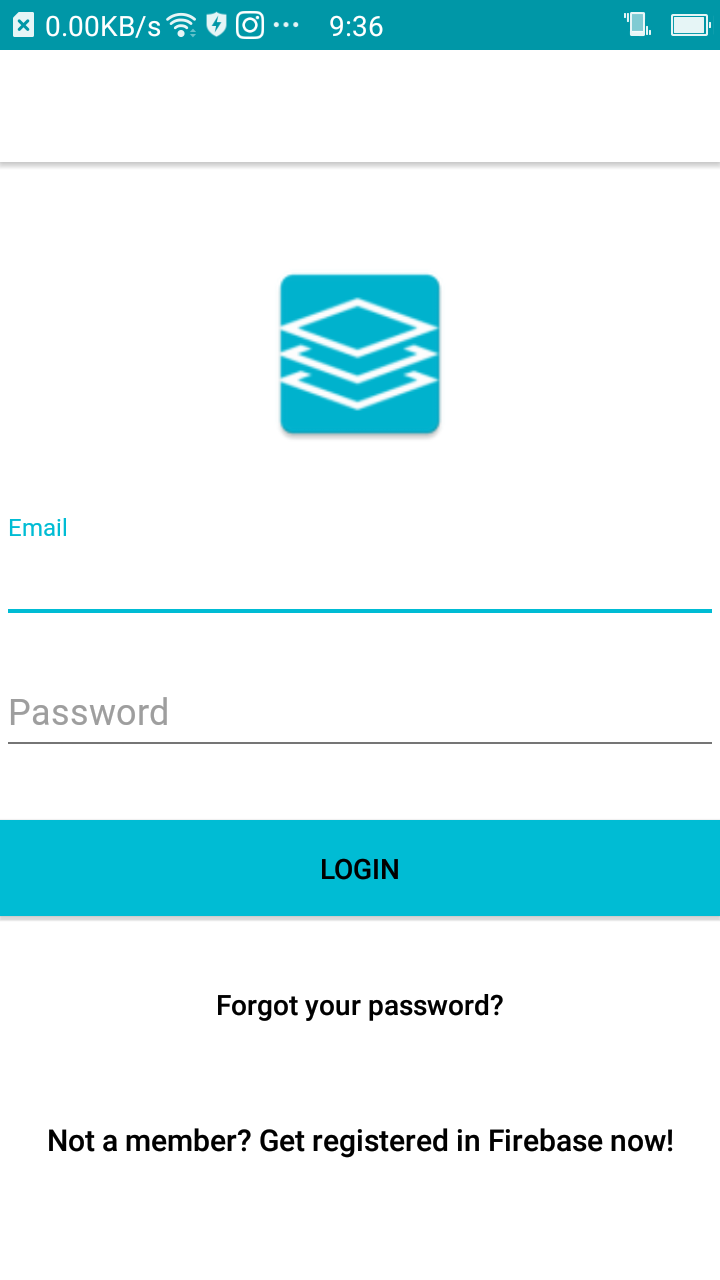 0.00KB/s 9:36
Email
Password
LOGIN
Forgot your password?
Not a member? Get registered in Firebase now!